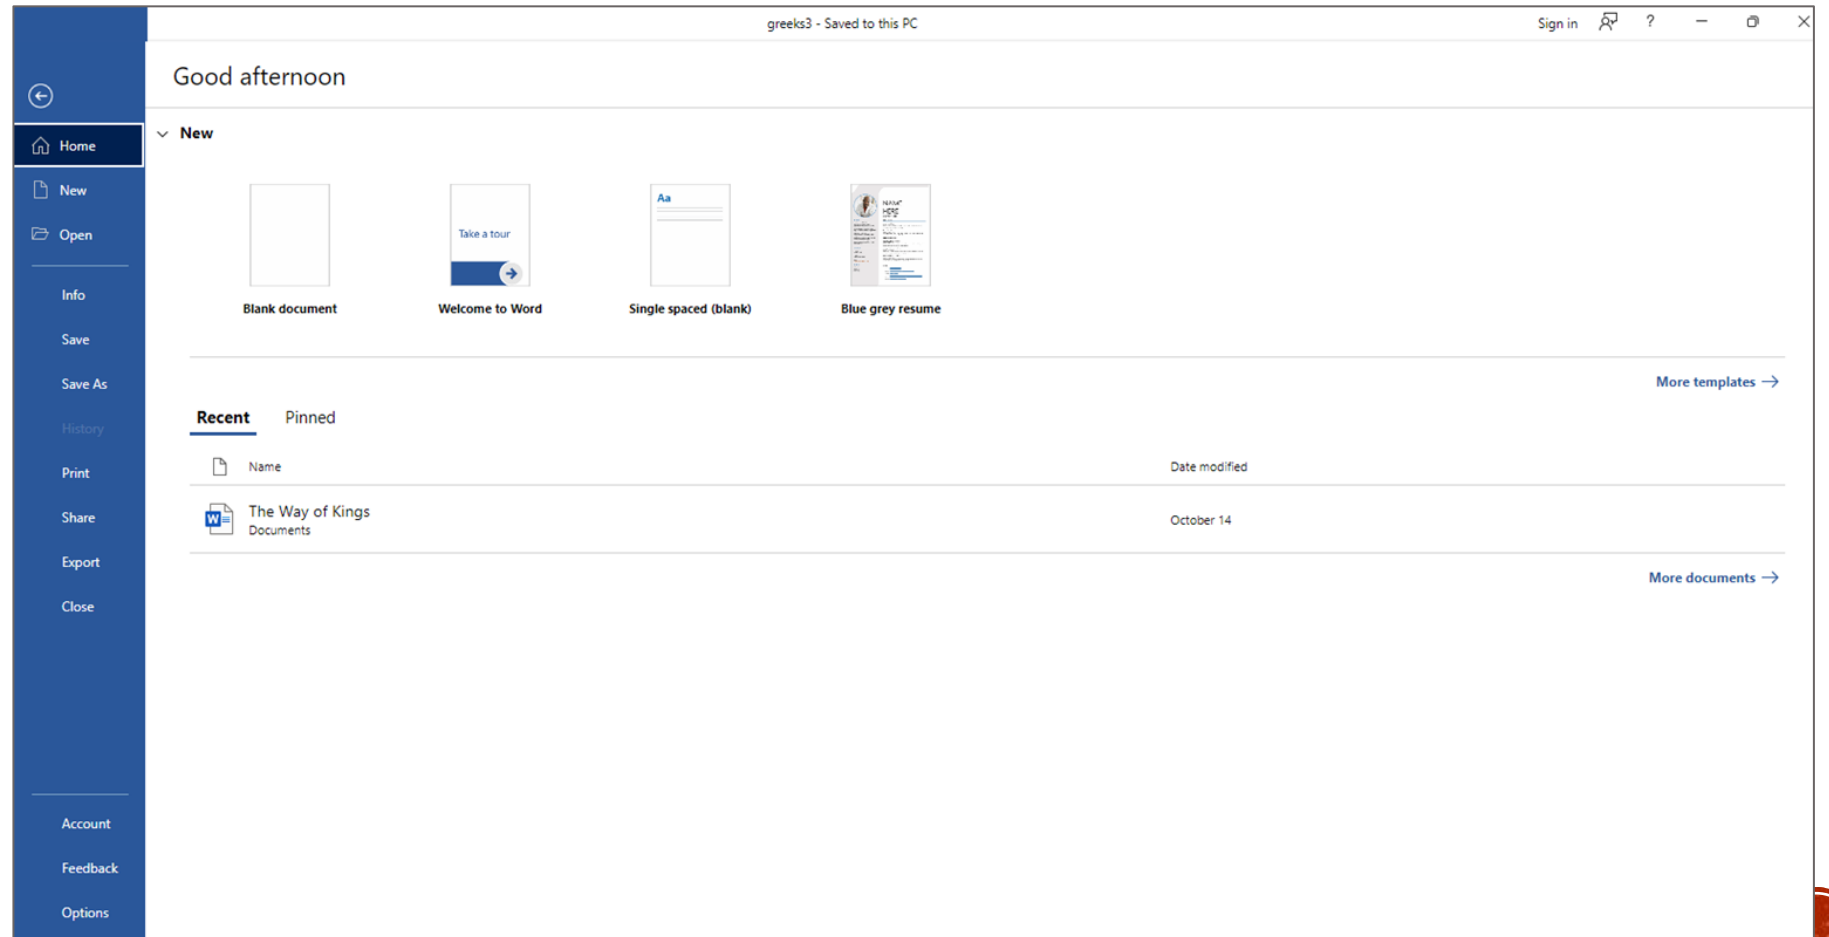 greeks3 - Saved to this PC
Sign in
?
Good afternoon
Home
New
Open
Info
Save
Save As
History
Print
Share
Export
Close
Account
Feedback
Options
New
Take a tour
Aa
NAME
HERE
Blank document
Welcome to Word
Single spaced (blank)
Blue grey resume
More templates
Recent Pinned
Name Date modified
W
The Way of Kings
Documents
October 14
More documents